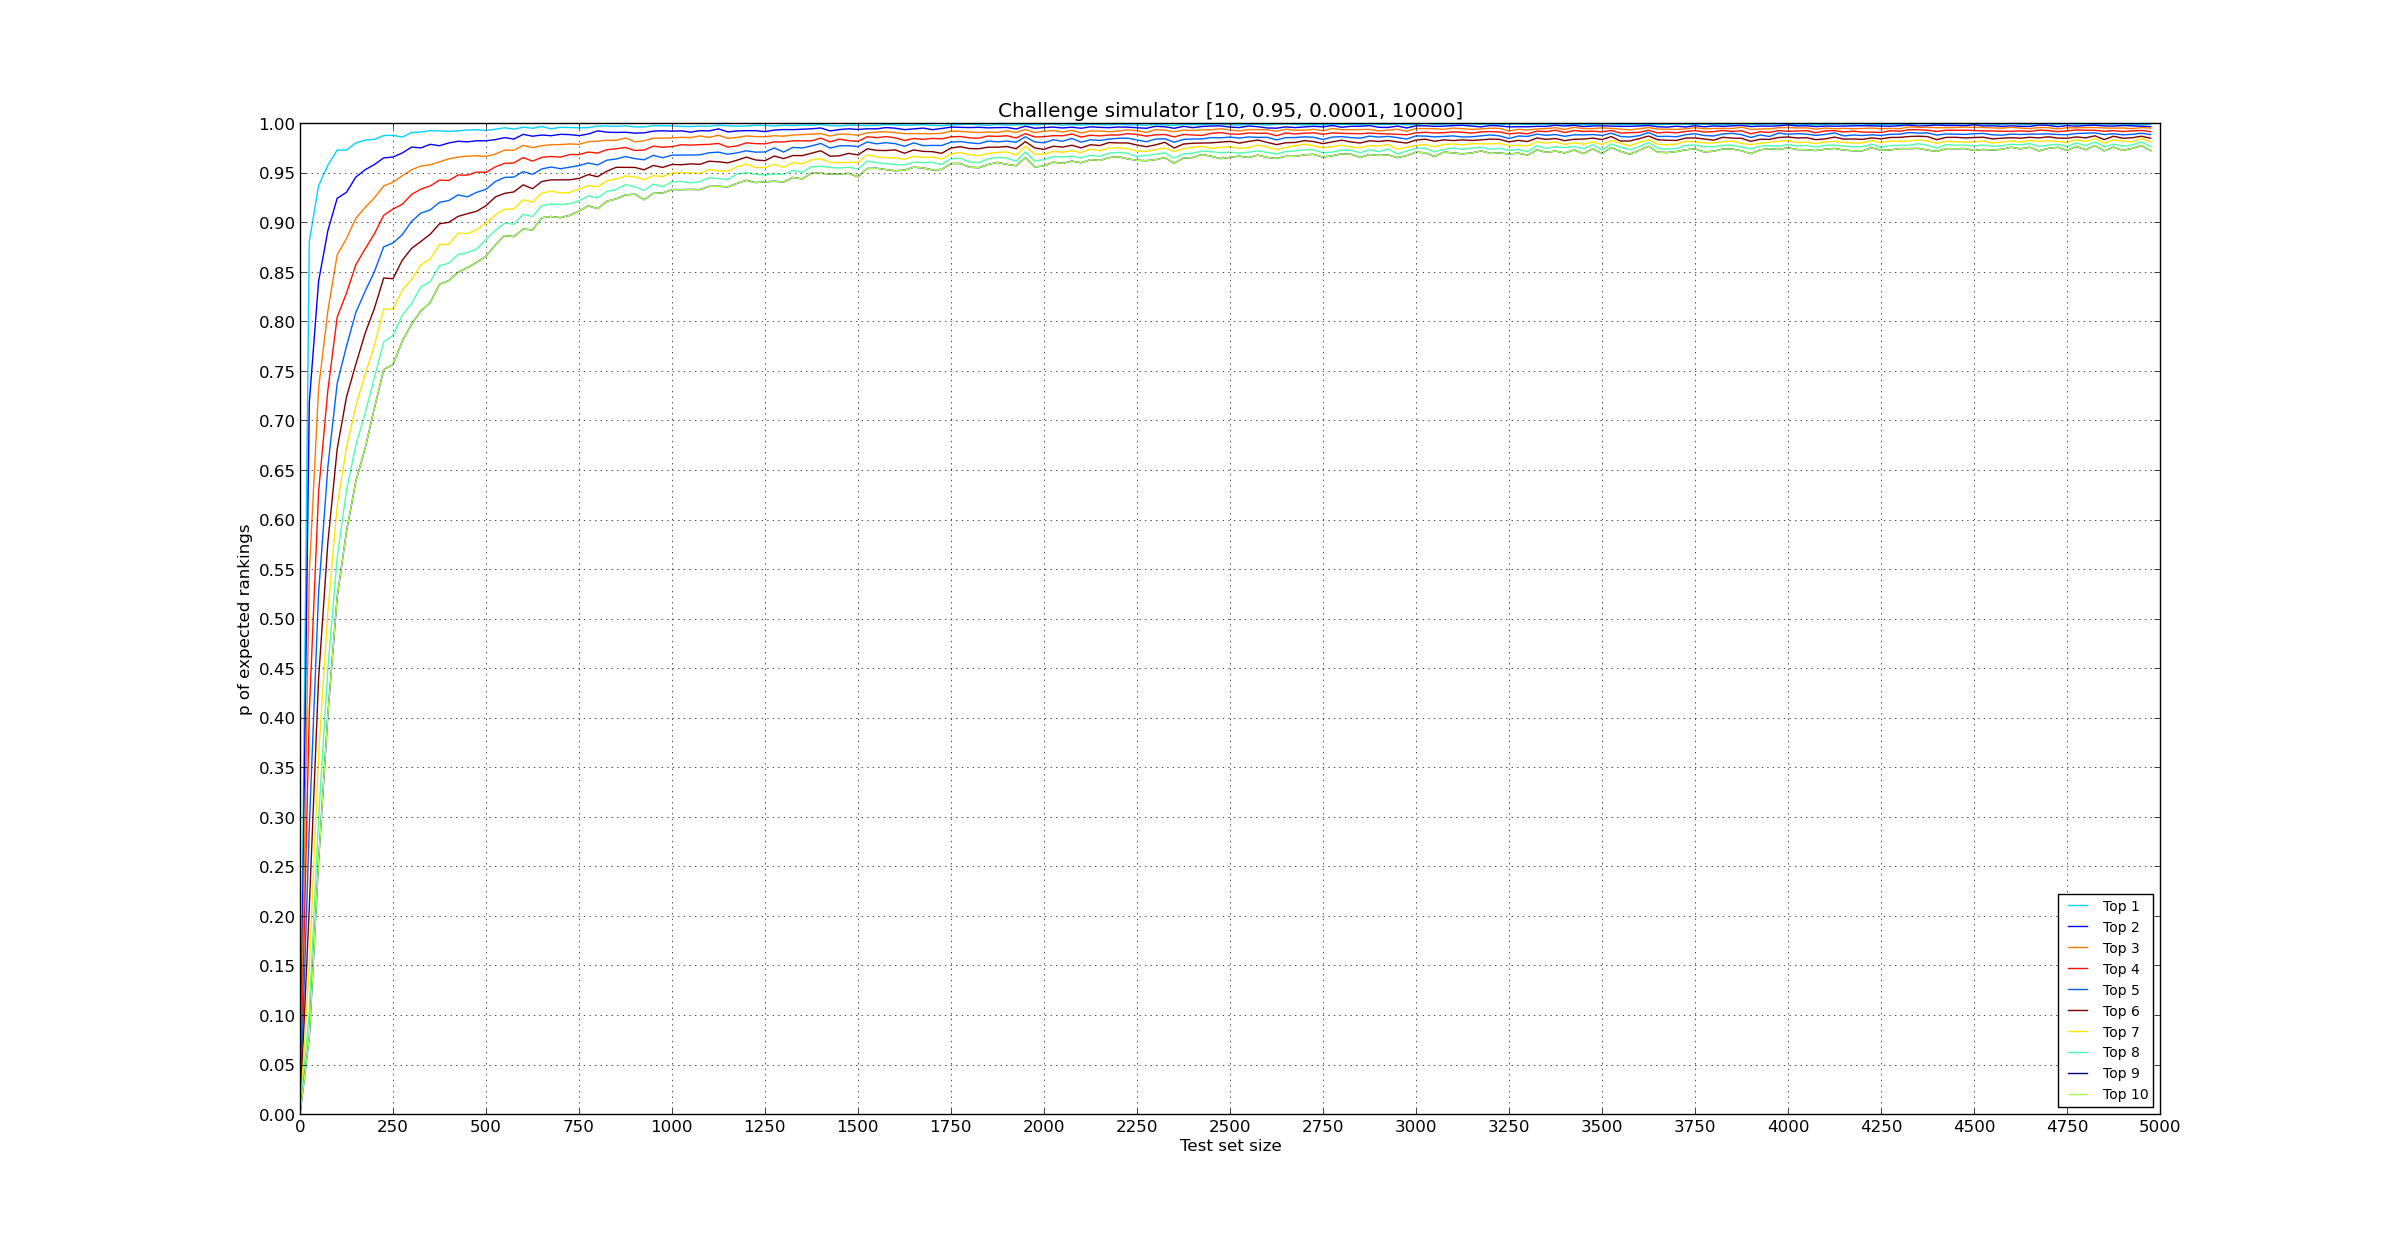 Challenge simulator [10, 0.95, 0.0001, 10000]
1.00
0.95
0.90
0.85
0.80
0.75
0.70
0.65
0.60
0.55
0.50
0.45
0.40
0.35
0.30
0.25
0.20
0.15
0.10
0.05
0.00
p of expected rankings
Top 1
Top 2
Top 3
Top 4
Top 5
Top 6
Top 7
Top 8
Top 9
Top 10
0 250 500 750 1000 1250 1500 1750 2000 2250 2500 2750 3000 3250 3500 3750 4000 4250 4500 4750 5000
Test set size